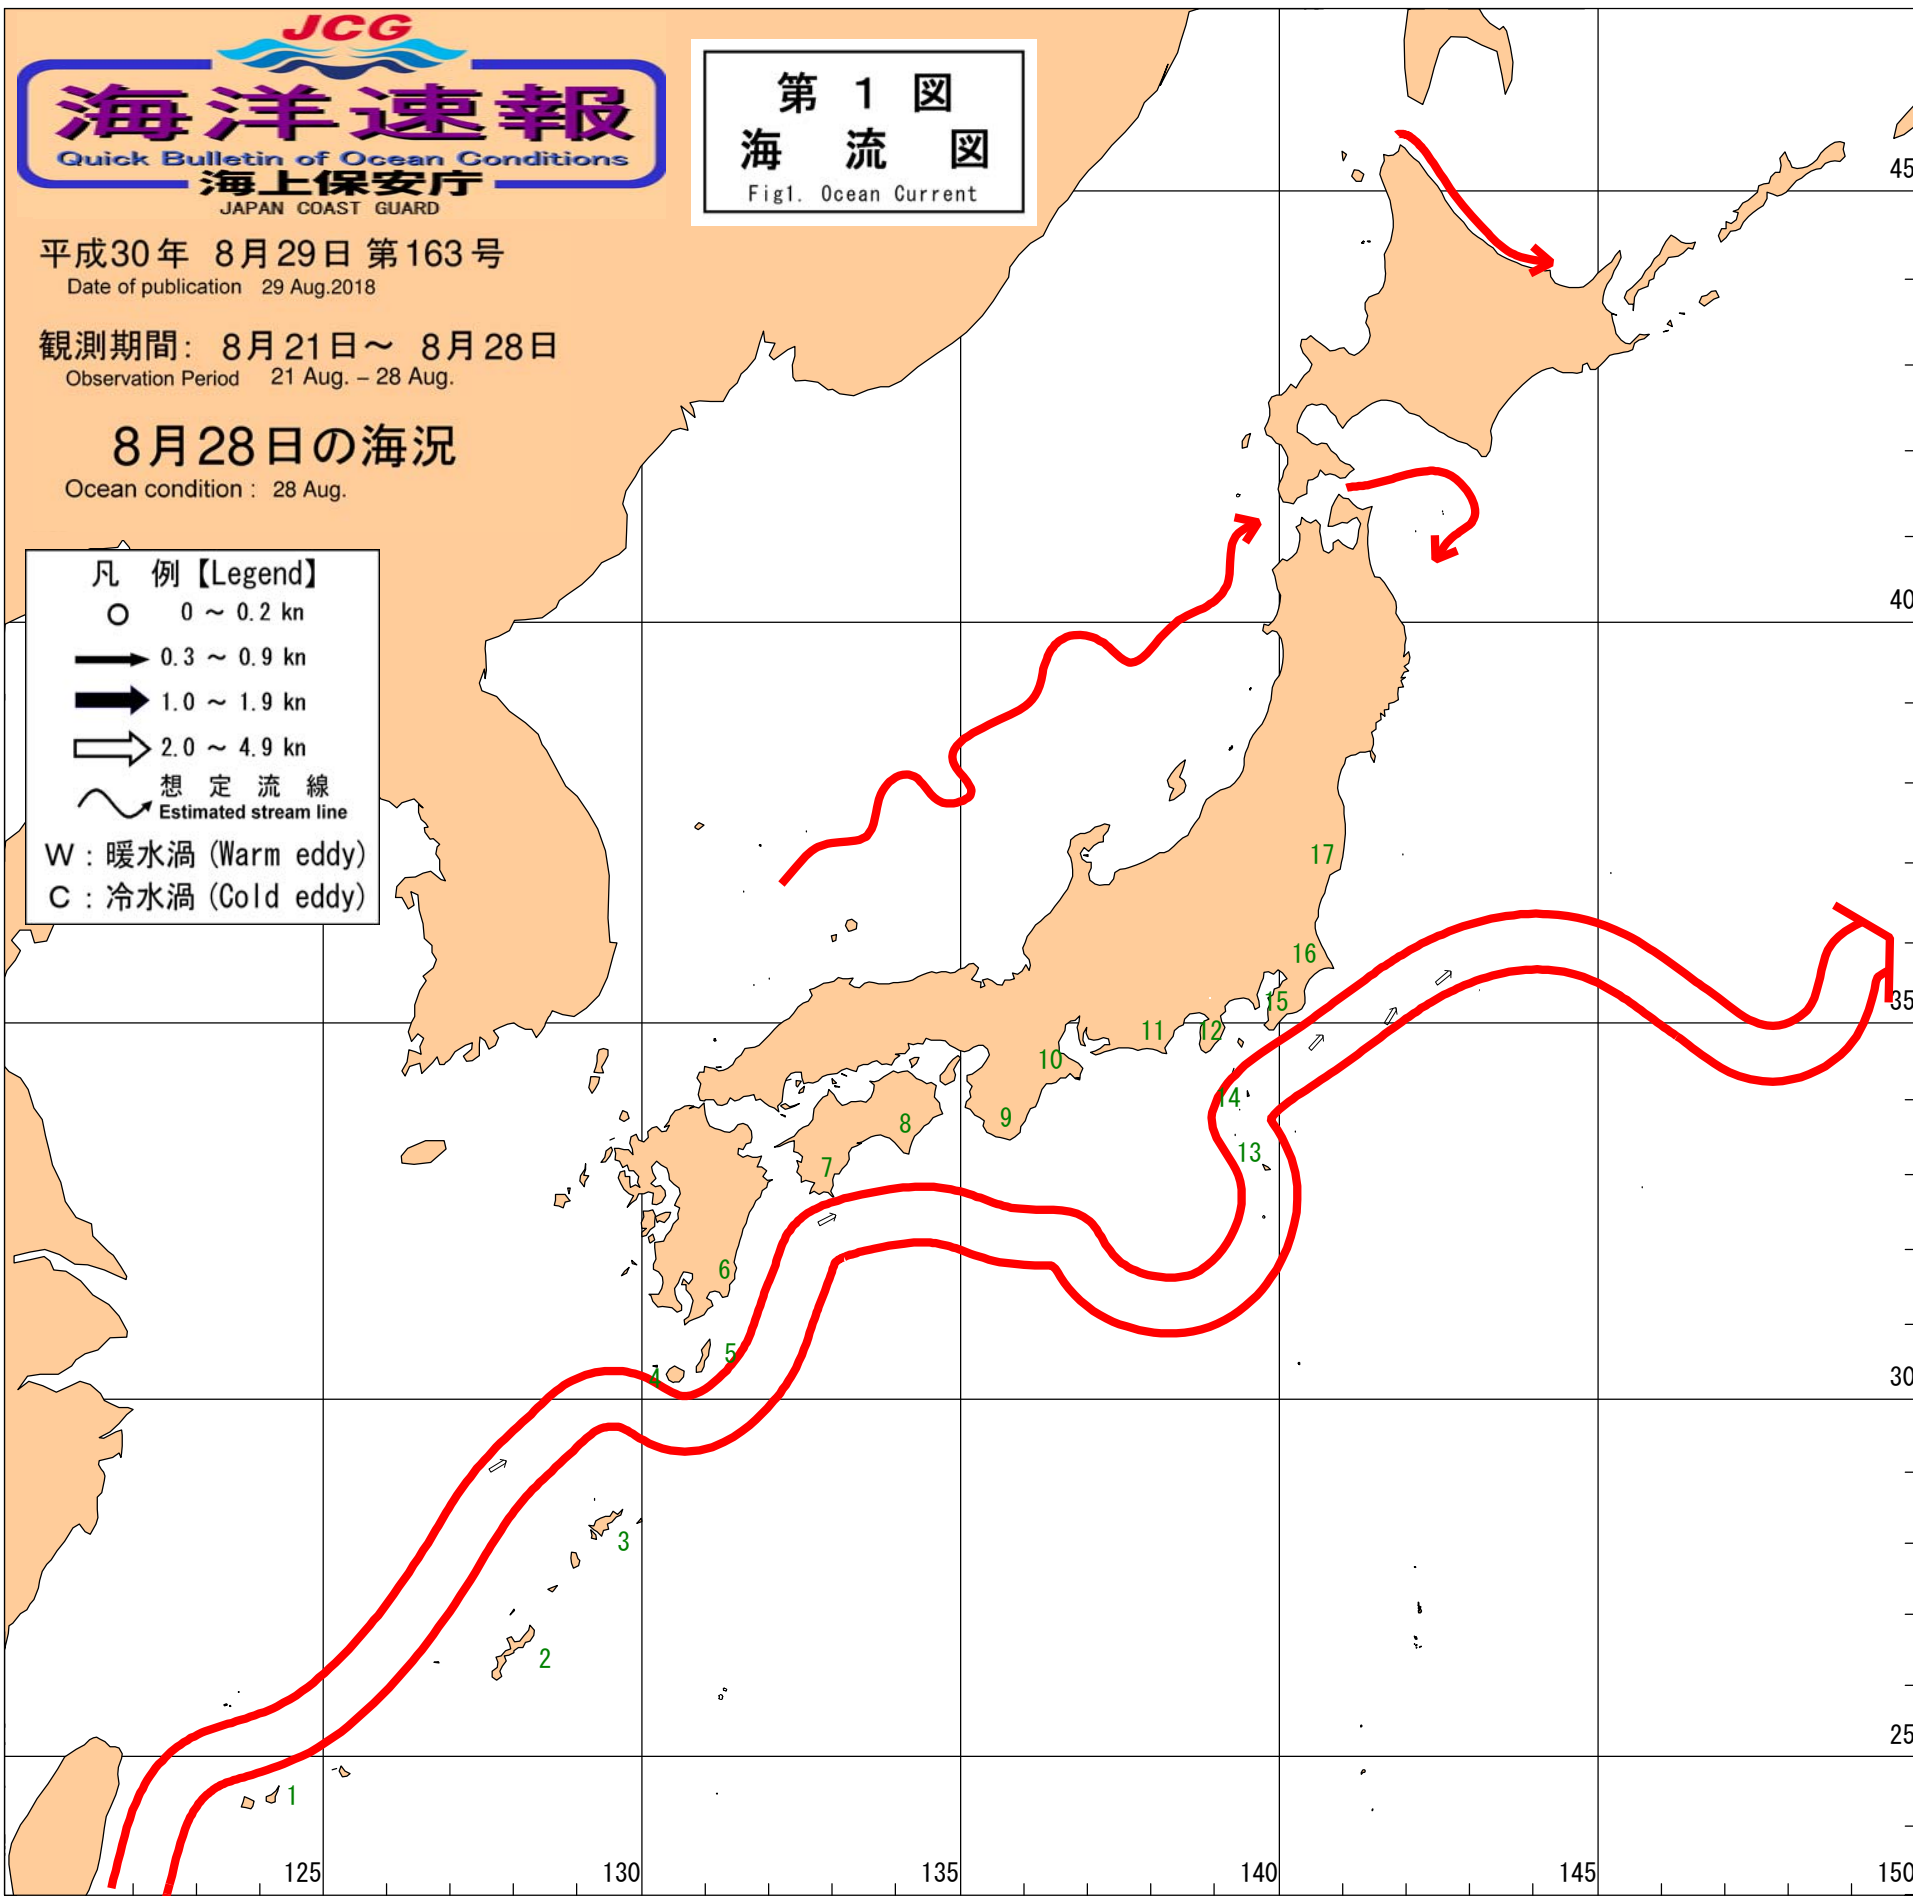 JCG
海洋速報
Quick Bulletin of Ocean Conditions
海上保安庁
JAPAN COAST GUARD
第 1 図
海 流 図
Fig1. Ocean Current
平成30年 8月29日 第163号
Date of publication 29 Aug.2018
観測期間: 8月21日～ 8月28日
Observation Period 21 Aug. – 28 Aug.
8月28日の海況
Ocean condition : 28 Aug.
凡 例【Legend】
0 ～ 0.2 kn
0.3 ～ 0.9 kn
1.0 ～ 1.9 kn
2.0 ～ 4.9 kn
想 定 流 線
Estimated stream line
W : 暖水渦 (Warm eddy)
C : 冷水渦 (Cold eddy)
45
40
35
30
25
17
16
15
14
13
12
11
10
9
8
7
6
5
4
3
2
1
125
130
135
140
145
150